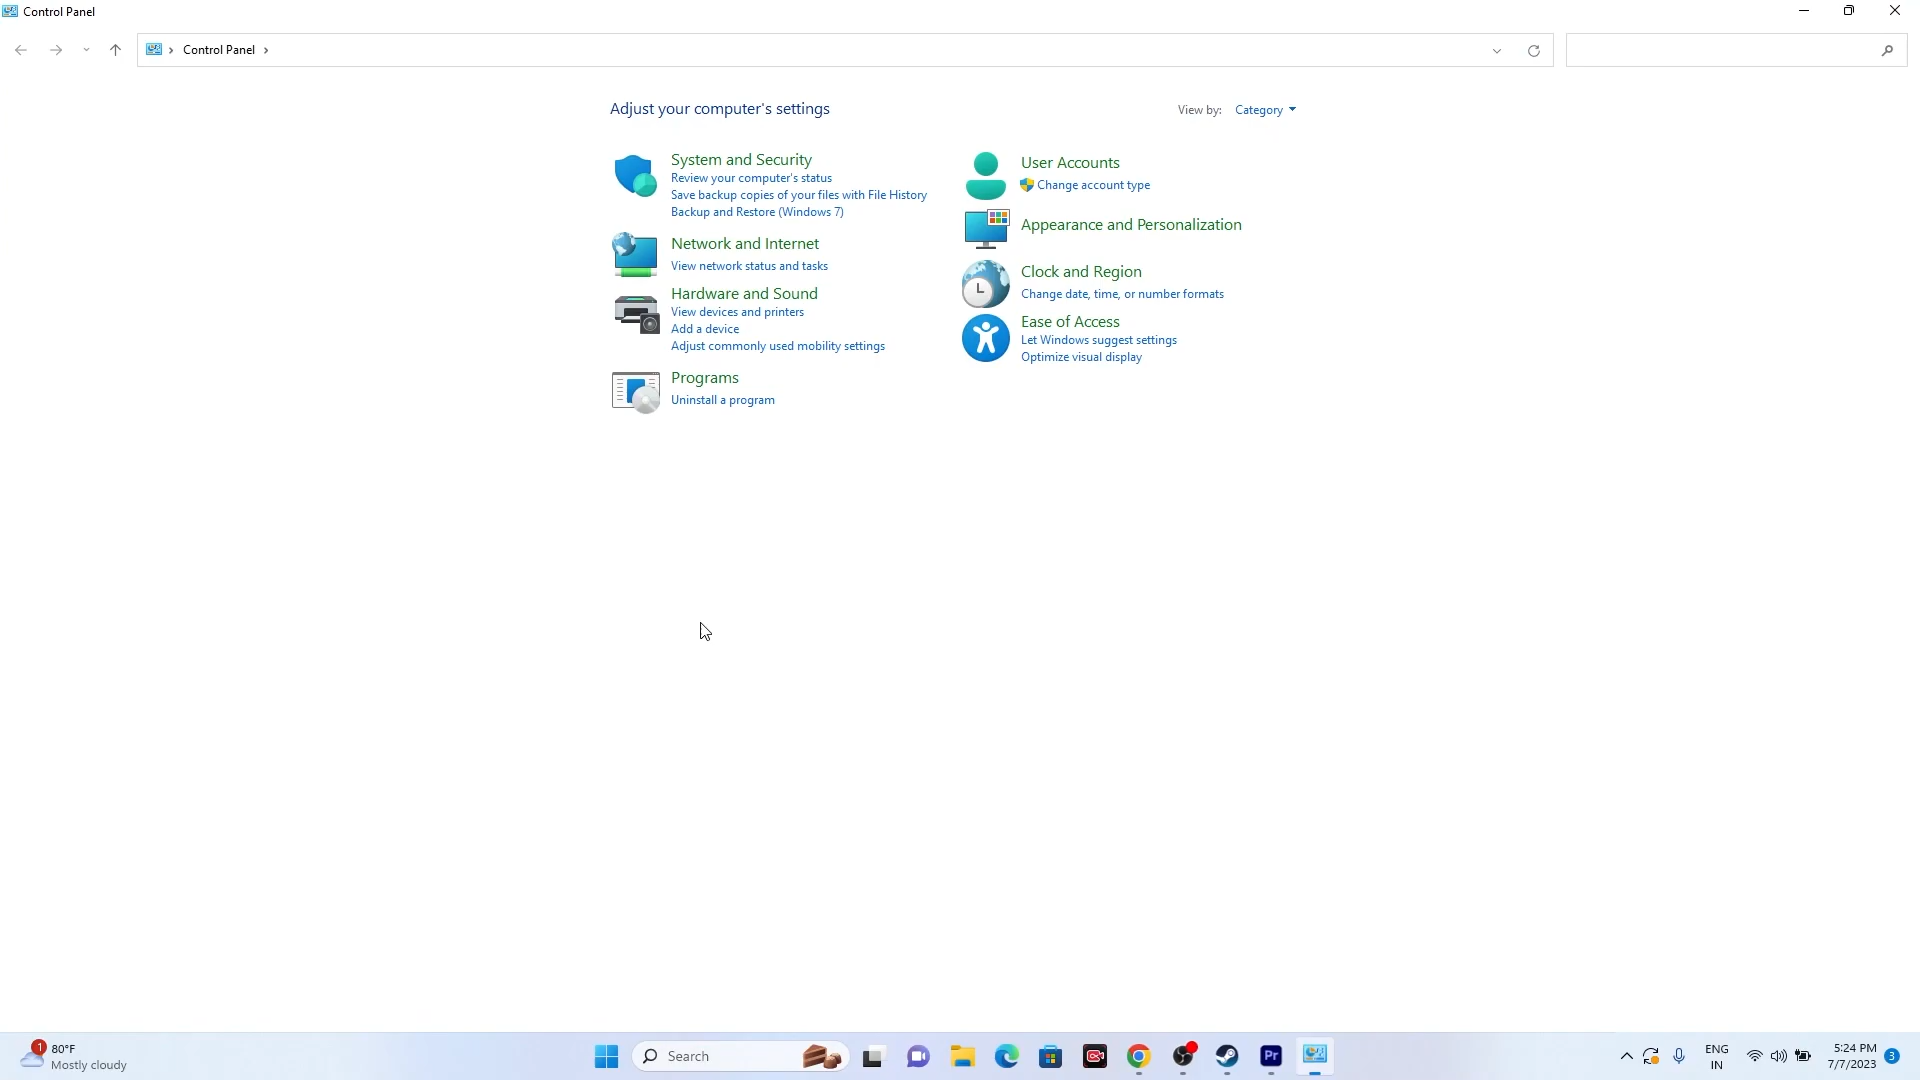 Control Panel
Control Panel
Adjust your computer's settings
View by: Category
System and Security
Review your computer's status
Save backup copies of your files with File History
Backup and Restore (Windows 7)
Network and Internet
View network status and tasks
Hardware and Sound
View devices and printers
Add a device
Adjust commonly used mobility settings
Programs
Uninstall a program
User Accounts
Change account type
Appearance and Personalization
Clock and Region
Change date, time, or number formats
Ease of Access
Let Windows suggest settings
Optimize visual display
1
80°F
Mostly cloudy
Search
Pr
ENG
IN
5:24 PM
7/7/2023
3